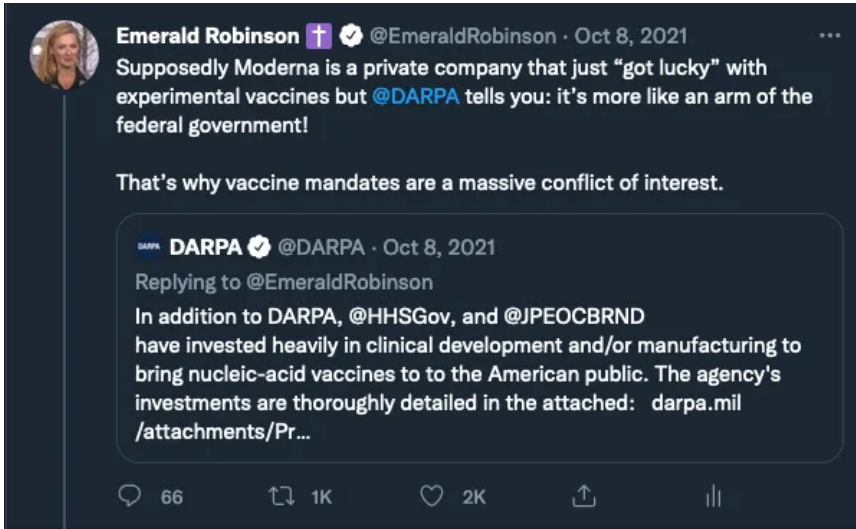 Emerald Robinson ✝️ @EmeraldRobinson · Oct 8, 2021
Supposedly Moderna is a private company that just “got lucky” with
experimental vaccines but @DARPA tells you: it’s more like an arm of the
federal government!
That’s why vaccine mandates are a massive conflict of interest.
DARPA DARPA @DARPA · Oct 8, 2021
Replying to @EmeraldRobinson
In addition to DARPA, @HHSGov, and @JPEOCBRND
have invested heavily in clinical development and/or manufacturing to
bring nucleic-acid vaccines to to the American public. The agency's
investments are thoroughly detailed in the attached: darpa.mil
/attachments/Pr...
66 1K 2K